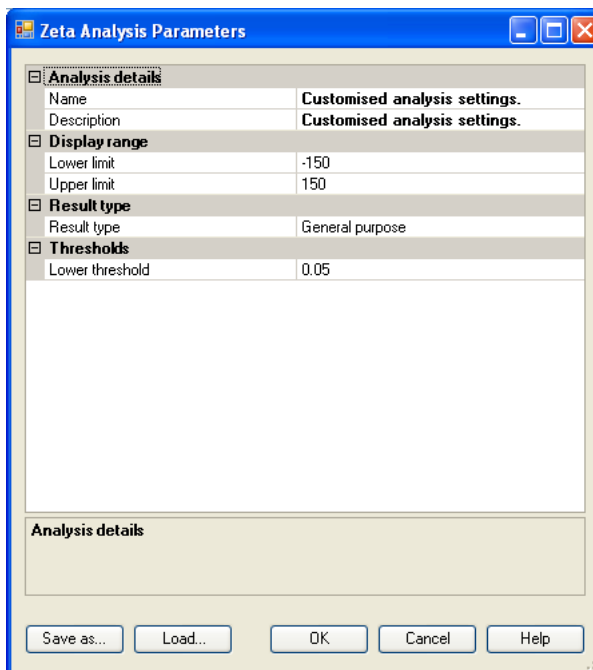 Zeta Analysis Parameters
Analysis details
Name Customised analysis settings.
Description Customised analysis settings.
Display range
Lower limit -150
Upper limit 150
Result type
Result type General purpose
Thresholds
Lower threshold 0.05
Analysis details
Save as... Load... OK Cancel Help